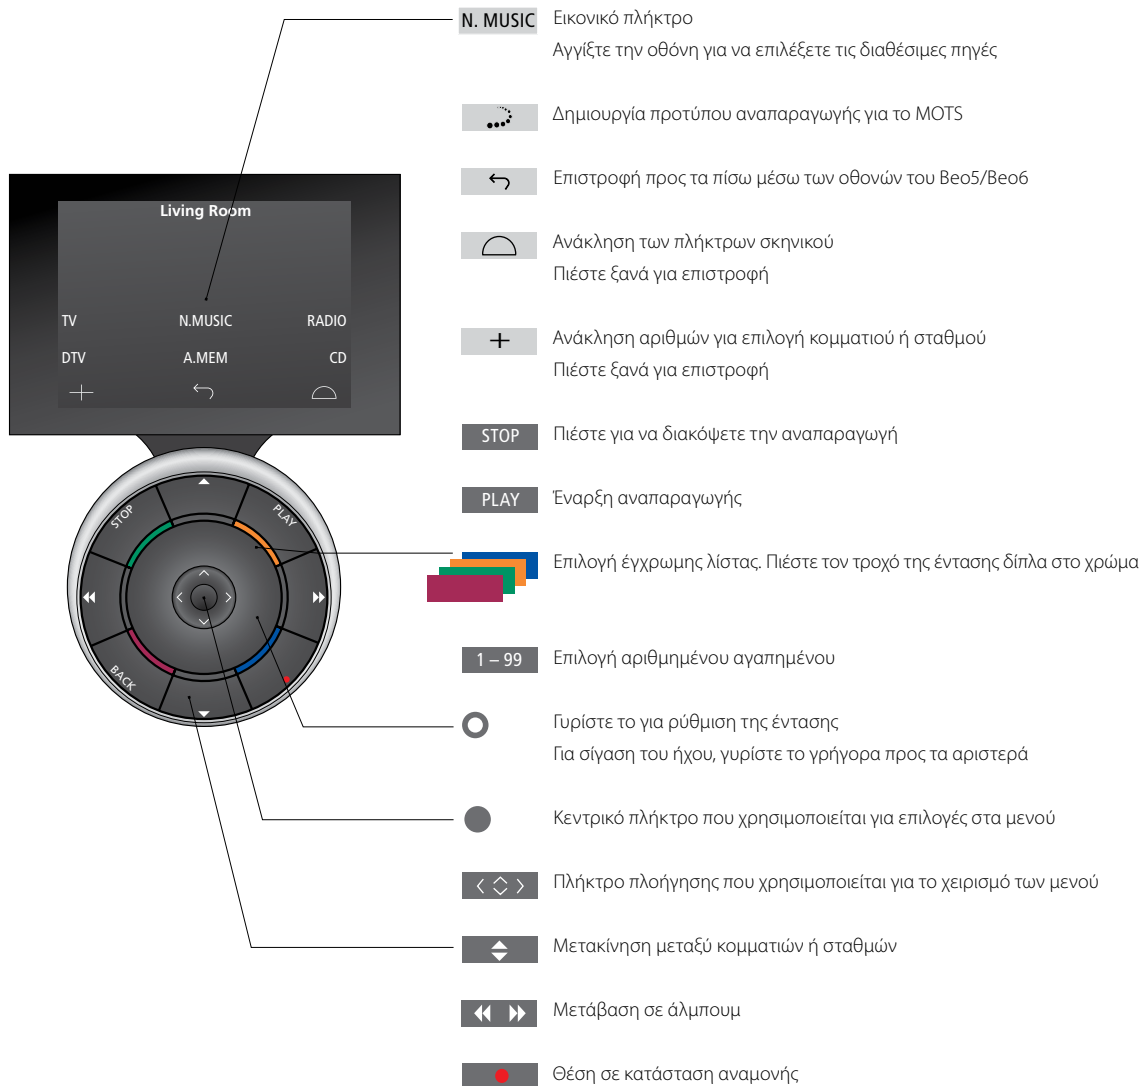 N. MUSIC Εικονικό πλήκτρο
Αγγίξτε την οθόνη για να επιλέξετε τις διαθέσιμες πηγές
Δημιουργία προτύπου αναπαραγωγής για το MOTS
Επιστροφή προς τα πίσω μέσω των οθονών του Beo5/Beo6
Living Room
TV N.MUSIC RADIO
DTV A.MEM CD
Ανάκληση των πλήκτρων σκηνικού
Πιέστε ξανά για επιστροφή
Ανάκληση αριθμών για επιλογή κομματιού ή σταθμού
Πιέστε ξανά για επιστροφή
STOP Πιέστε για να διακόψετε την αναπαραγωγή
PLAY Έναρξη αναπαραγωγής
STOP
PLAY
BACK
Επιλογή έγχρωμης λίστας. Πιέστε τον τροχό της έντασης δίπλα στο χρώμα
1 – 99 Επιλογή αριθμημένου αγαπημένου
Γυρίστε το για ρύθμιση της έντασης
Για σίγαση του ήχου, γυρίστε το γρήγορα προς τα αριστερά
Κεντρικό πλήκτρο που χρησιμοποιείται για επιλογές στα μενού
Πλήκτρο πλοήγησης που χρησιμοποιείται για το χειρισμό των μενού
Μετακίνηση μεταξύ κομματιών ή σταθμών
Μετάβαση σε άλμπουμ
Θέση σε κατάσταση αναμονής